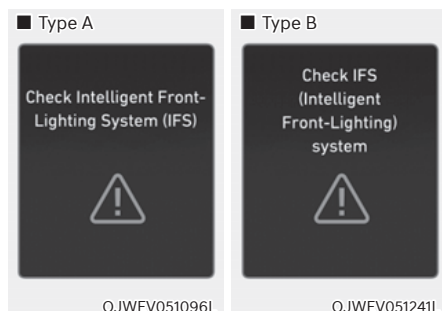 ■ Type A
Check Intelligent Front-
Lighting System (IFS)
OJWEV051096L
■ Type B
Check IFS
(Intelligent
Front-Lighting)
system
OJWEV051241L